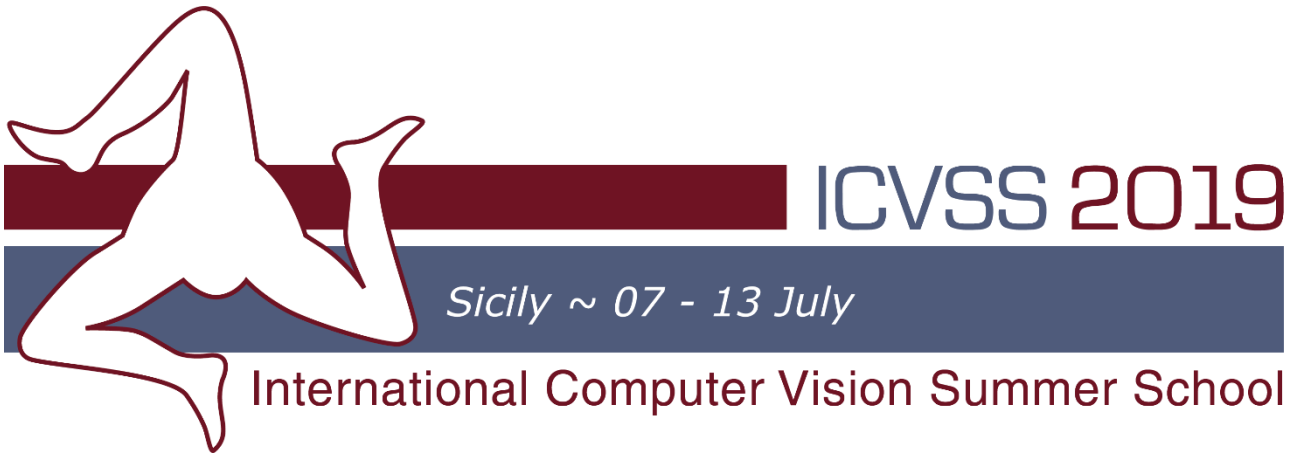 ICVSS 2019
Sicily ~ 07 - 13 July
International Computer Vision Summer School